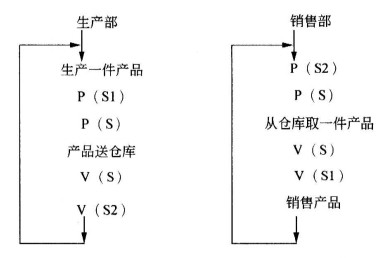 生产部
生产一件产品
P（S1）
P（S）
产品送仓库
V（S）
V（S2）
销售部
P（S2）
P（S）
从仓库取一件产品
V（S）
V（S1）
销售产品